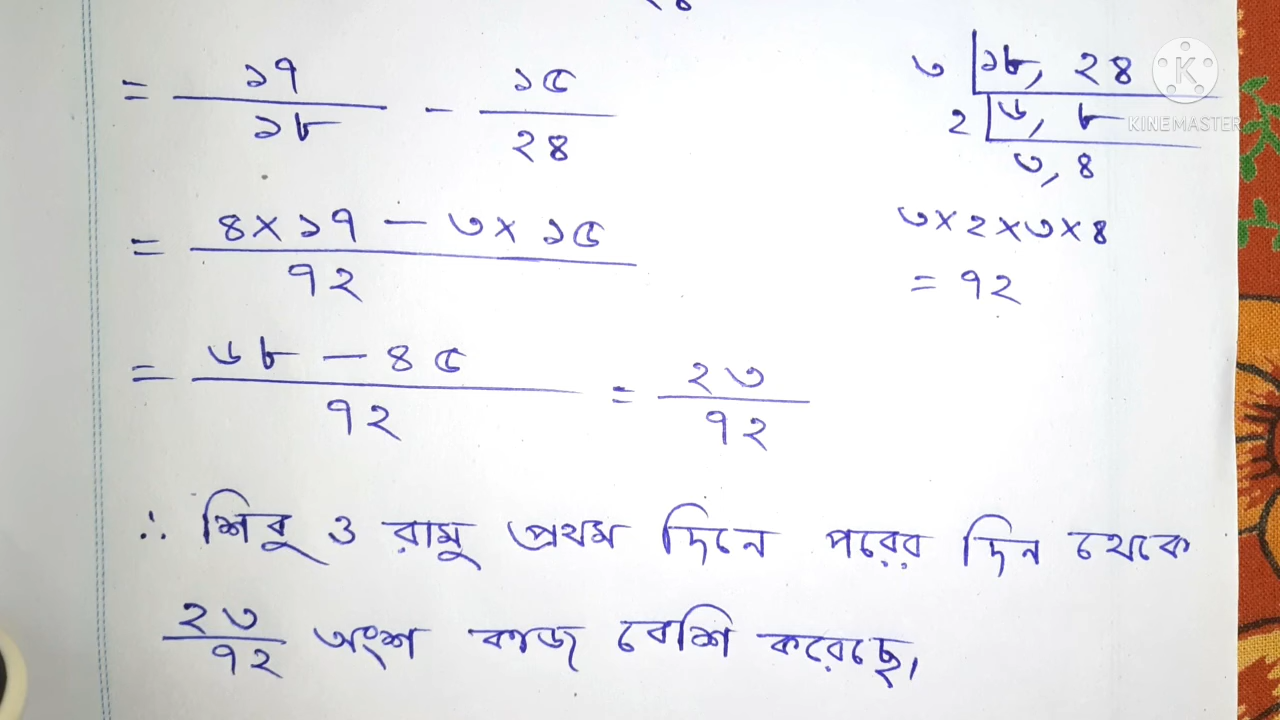 = ১৭/১৮ - ১৫/২৪
= ৪×১৭ - ৩×১৫/৭২
= ৬৮ - ৪৫/৭২ = ২৩/৭২
∴ শিবু ও রামু প্রথম দিনে পরের দিন থেকে
২৩/৭২ অংশ কাজ বেশি করেছে।
৩ ১৮, ২৪
২ ৬, ৮
৩, ৪
৩×২×৩×৪
= ৭২
K
KINEMASTER